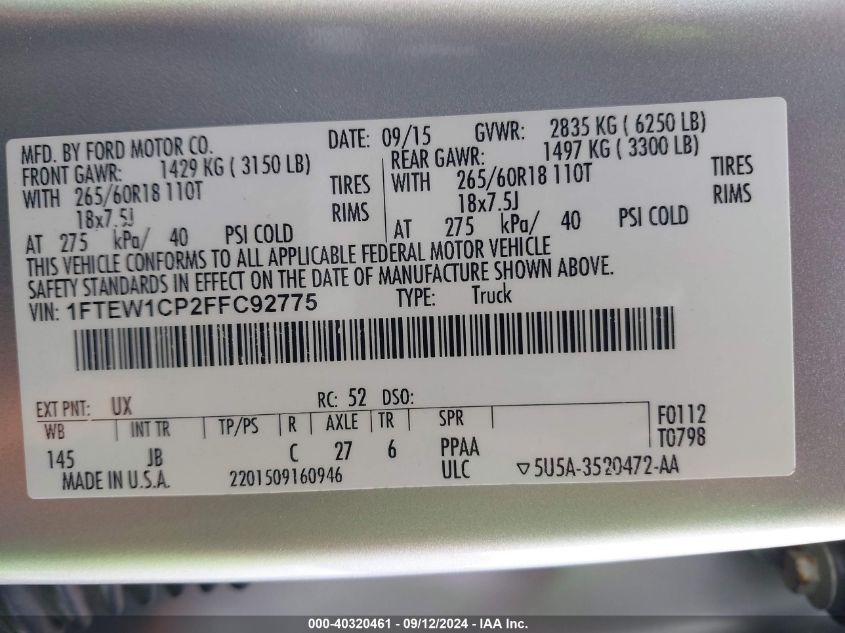 MFD. BY FORD MOTOR CO. DATE: 09/15 GVWR: 2835 KG ( 6250 LB)
FRONT GAWR: 1429 KG ( 3150 LB) REAR GAWR: 1497 KG ( 3300 LB)
WITH 265/60R18 110T TIRES WITH 265/60R18 110T TIRES
18x7.5J RIMS 18x7.5J RIMS
AT 275 kPa/ 40 PSI COLD AT 275 kPa/ 40 PSI COLD
THIS VEHICLE CONFORMS TO ALL APPLICABLE FEDERAL MOTOR VEHICLE
SAFETY STANDARDS IN EFFECT ON THE DATE OF MANUFACTURE SHOWN ABOVE.
VIN: 1FTEW1CP2FFC92775 TYPE: Truck
EXT PNT: UX RC: 52 DSO:
WB INT TR TP/PS R AXLE TR SPR F0112
T0798
145 JB C 27 6 PPAA
MADE IN U.S.A. 2201509160946 ULC ▽5U5A-3520472-AA
000-40320461 - 09/12/2024 - IAA Inc.